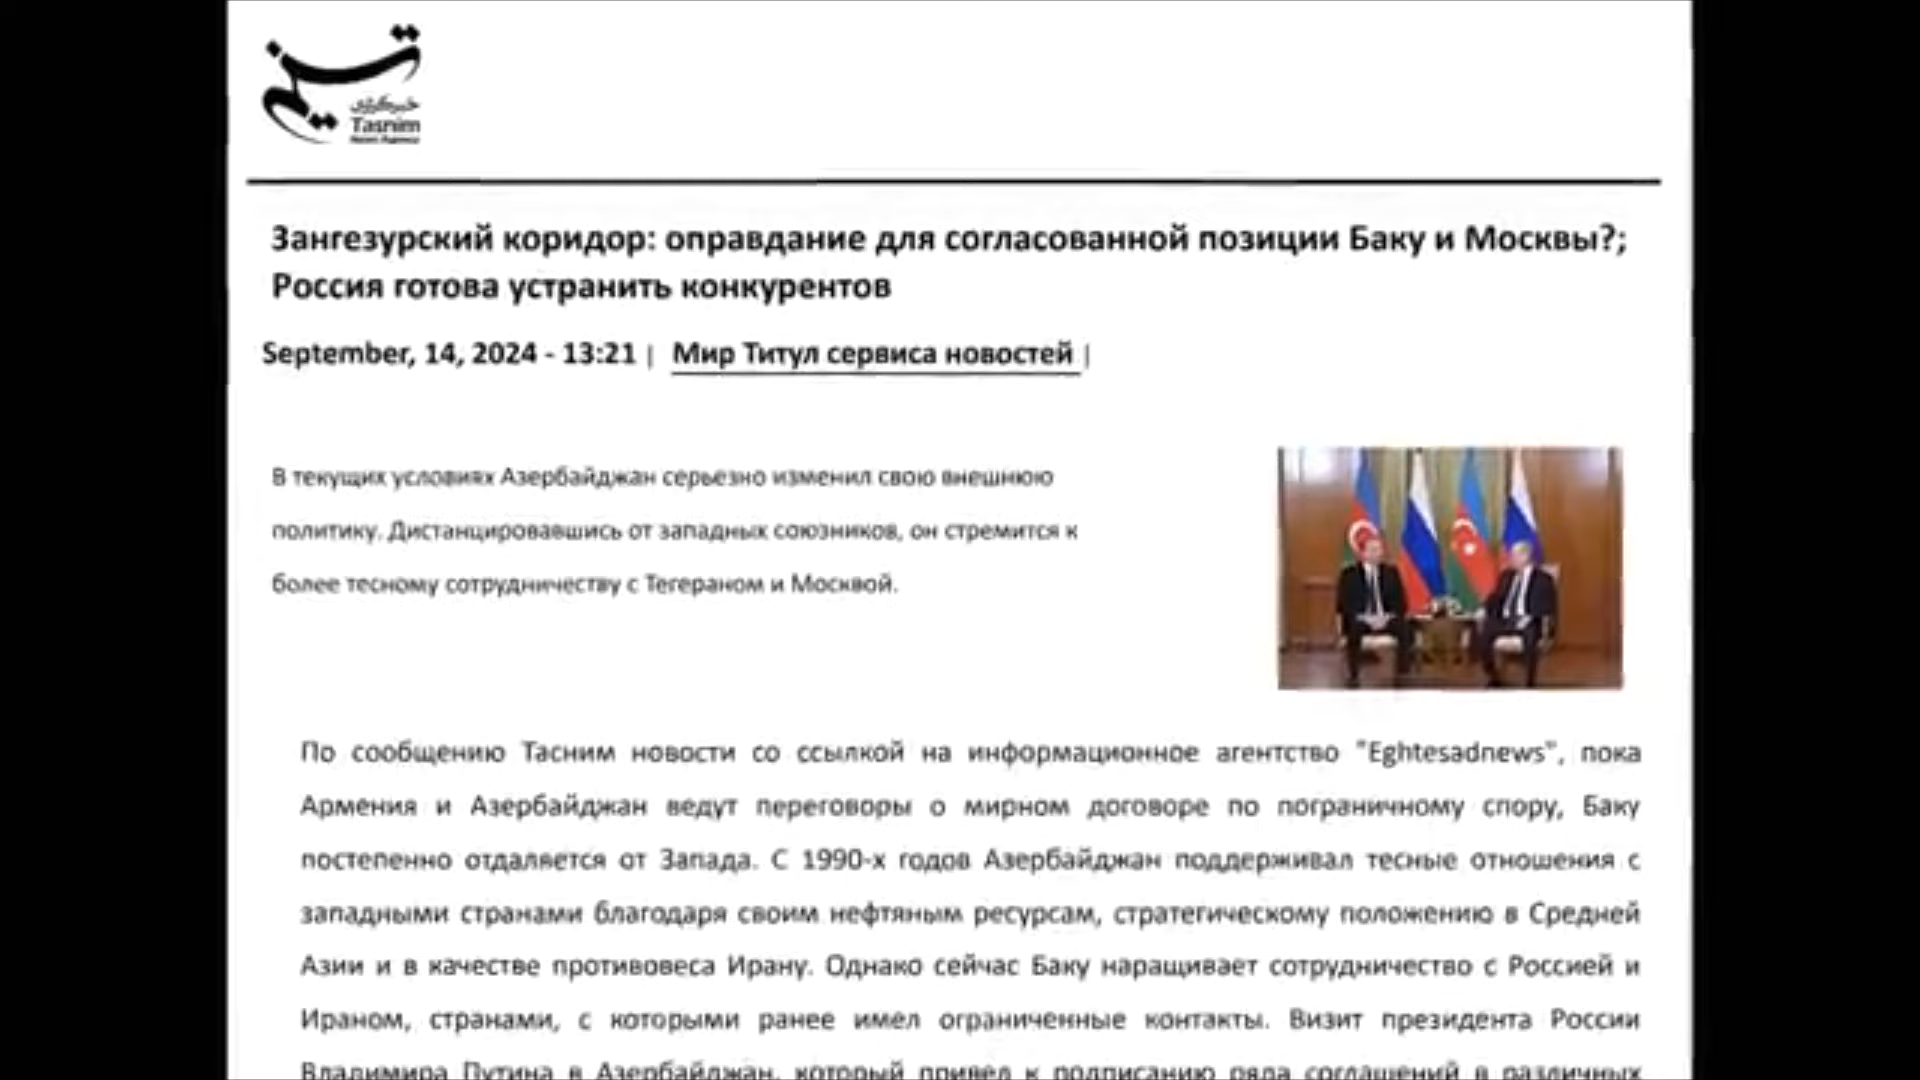 تسنیم
خبرگزاری
Tasnim
News Agency
Зангезурский коридор: оправдание для согласованной позиции Баку и Москвы?;
Россия готова устранить конкурентов
September, 14, 2024 - 13:21 | Мир Титул сервиса новостей |
В текущих условиях Азербайджан серьезно изменил свою внешнюю
политику. Дистанцировавшись от западных союзников, он стремится к
более тесному сотрудничеству с Тегераном и Москвой.
По сообщению Тасним новости со ссылкой на информационное агентство "Eghtesadnews", пока
Армения и Азербайджан ведут переговоры о мирном договоре по пограничному спору, Баку
постепенно отдаляется от Запада. С 1990-х годов Азербайджан поддерживал тесные отношения с
западными странами благодаря своим нефтяным ресурсам, стратегическому положению в Средней
Азии и в качестве противовеса Ирану. Однако сейчас Баку наращивает сотрудничество с Россией и
Ираном, странами, с которыми ранее имел ограниченные контакты. Визит президента России
Владимира Путина в Азербайджан, который привел к подписанию ряда соглашений в различных